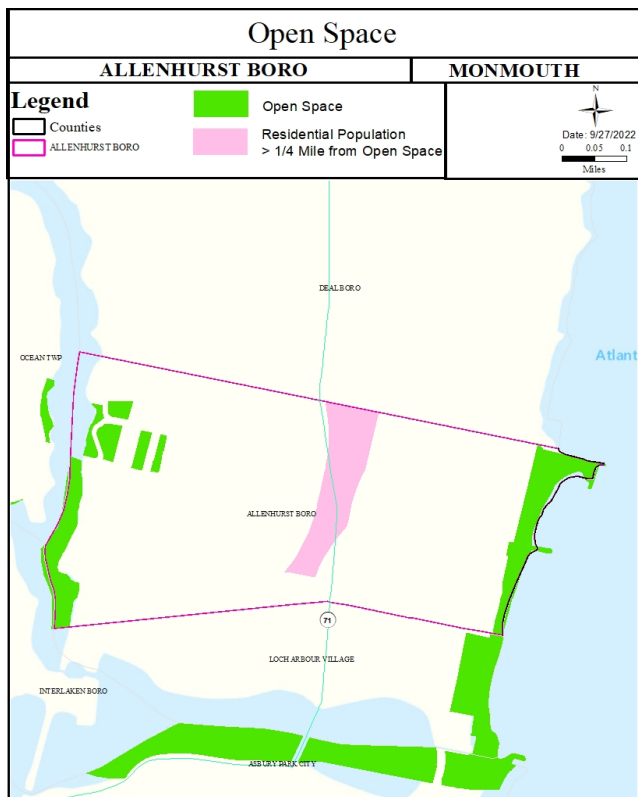 Open Space
ALLENHURST BORO
MONMOUTH
Legend
Counties
ALLENHURST BORO
Open Space
Residential Population
> 1/4 Mile from Open Space
N
Date: 9/27/2022
0 0.05 0.1
Miles
DEAL BORO
OCEAN TWP
Atlant
ALLENHURST BORO
71
LOCH ARBOUR VILLAGE
INTERLAKEN BORO
ASBURY PARK CITY